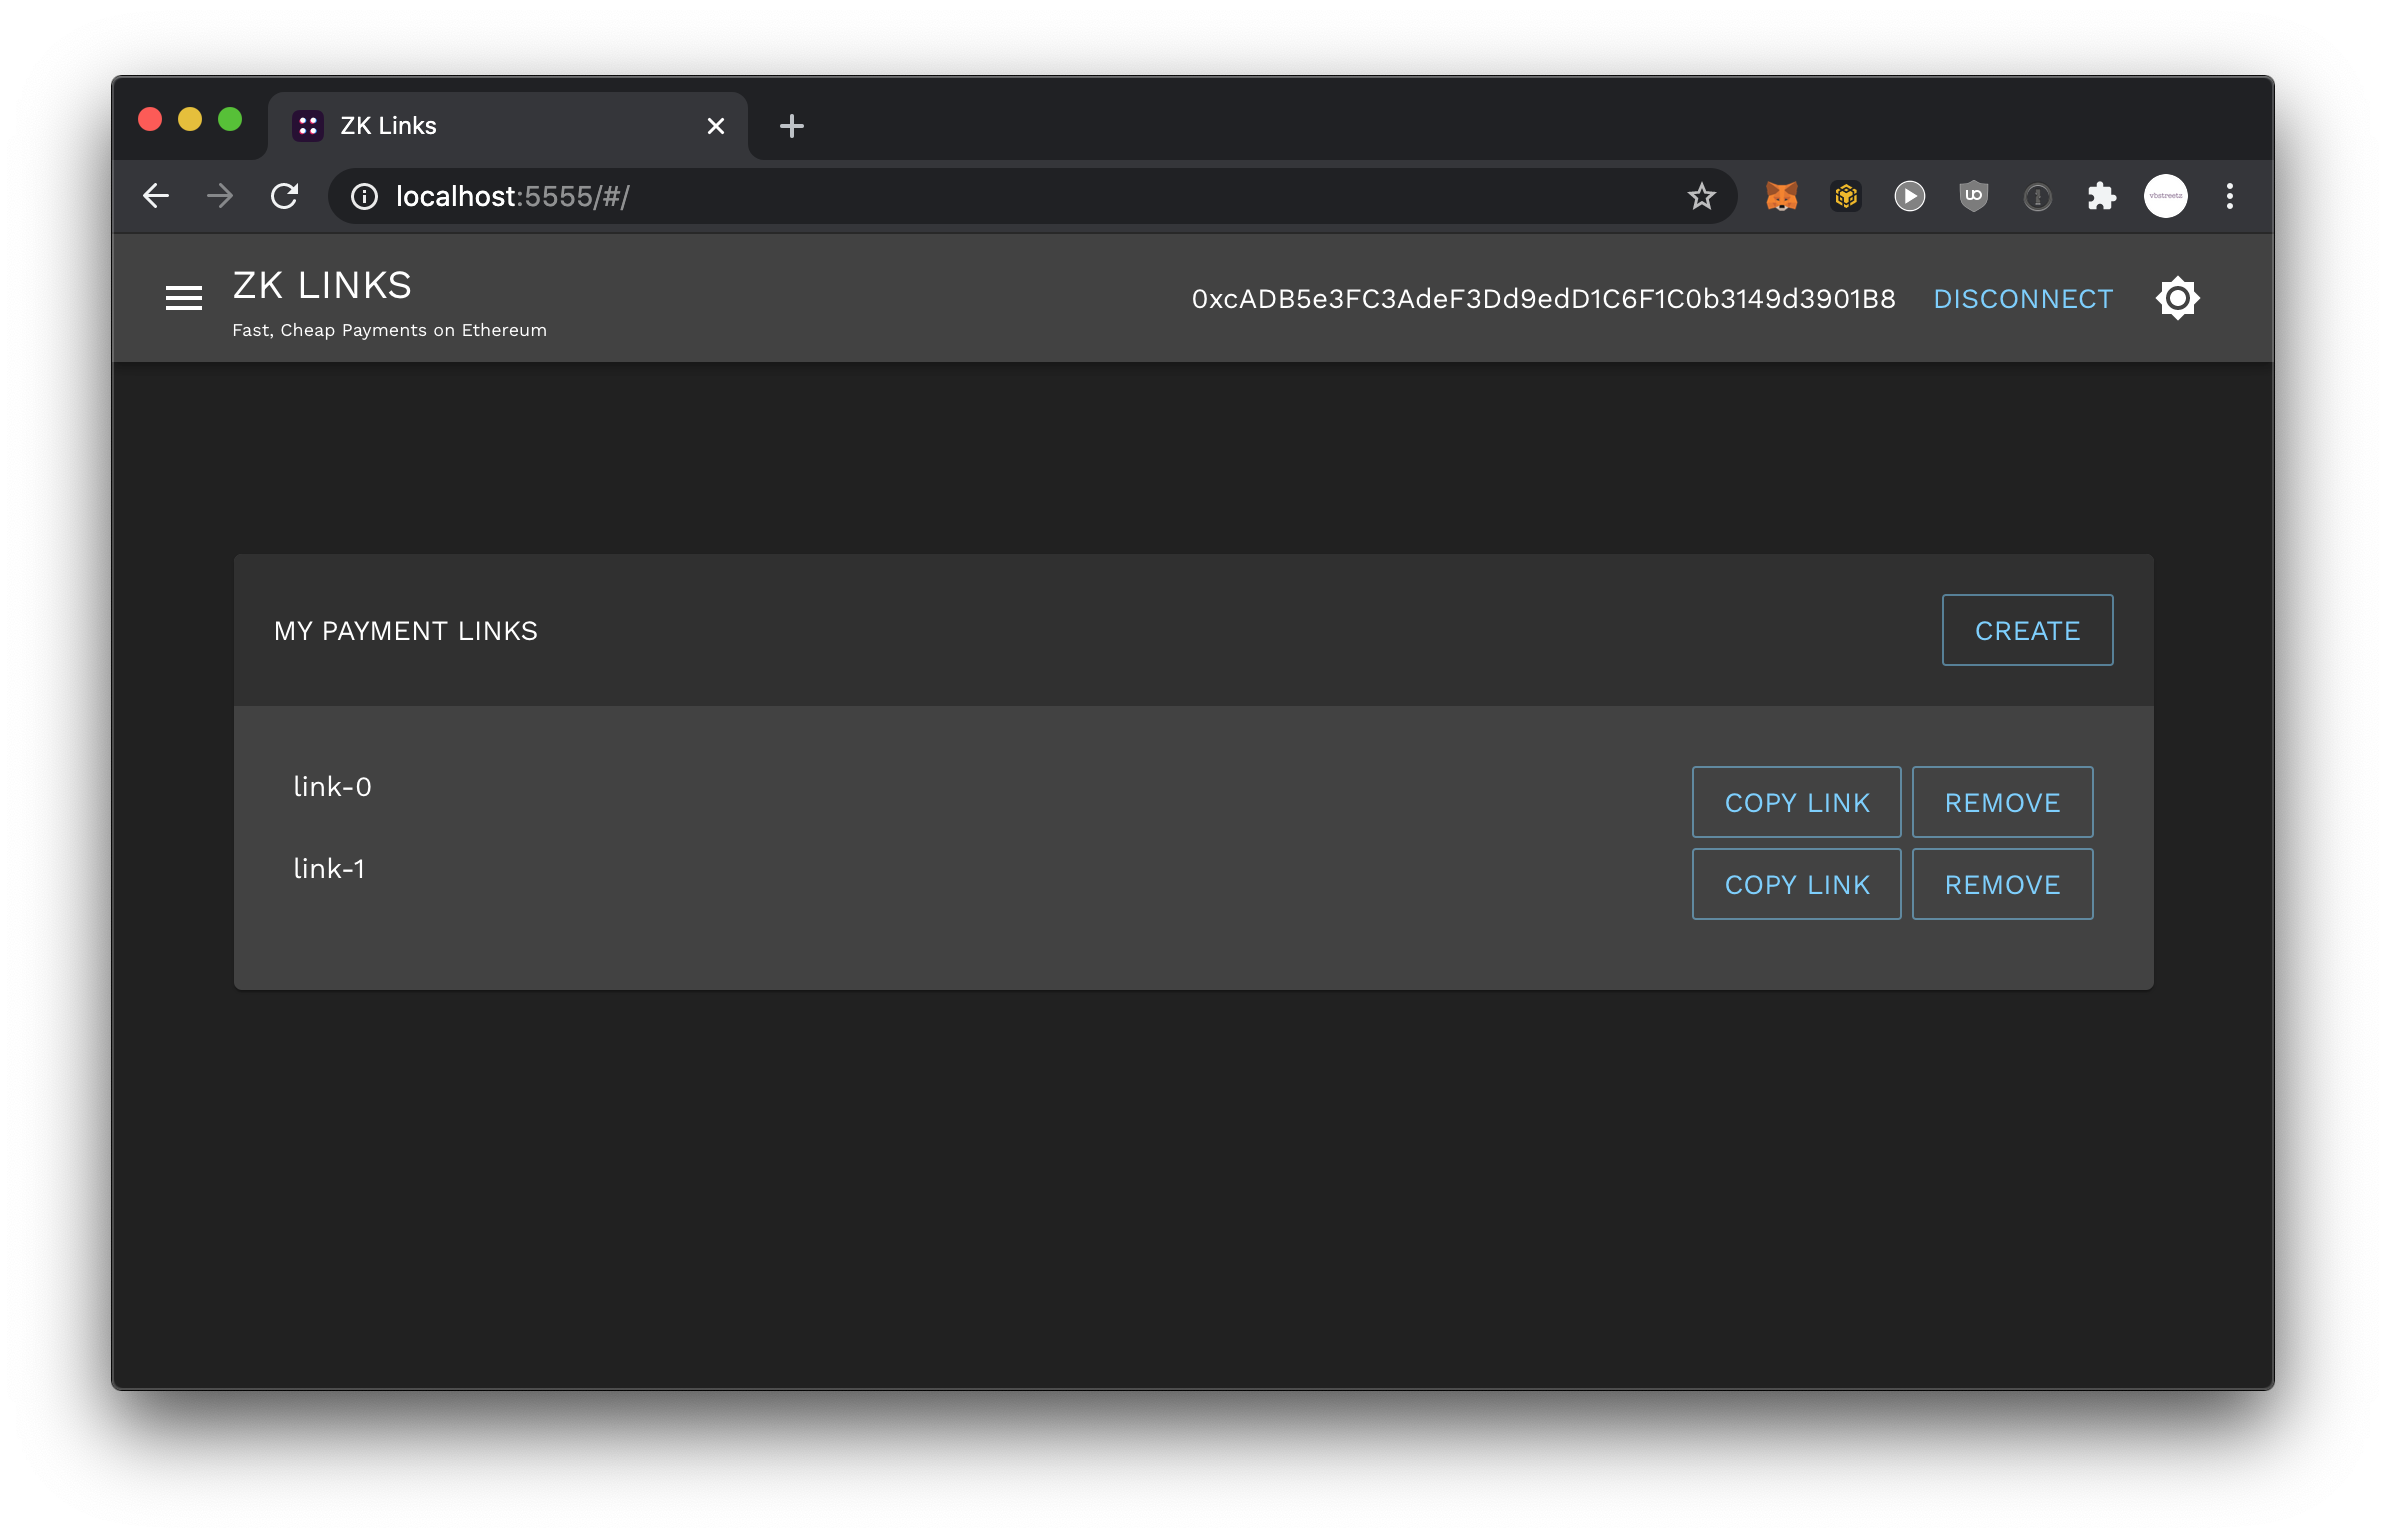 ZK Links
localhost:5555/#/
vbstreets
ZK LINKS
Fast, Cheap Payments on Ethereum
0xcADB5e3FC3AdeF3Dd9edD1C6F1C0b3149d3901B8 DISCONNECT
MY PAYMENT LINKS CREATE
link-0 COPY LINK REMOVE
link-1 COPY LINK REMOVE